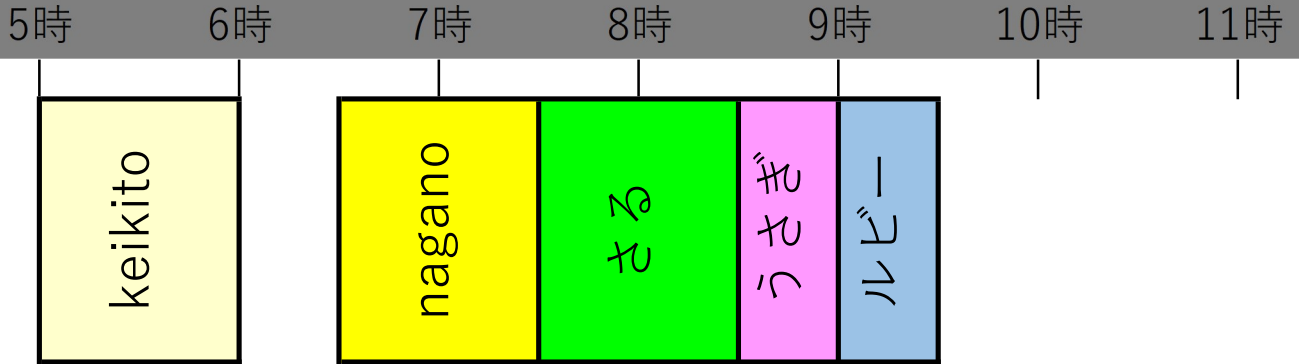 5時 6時 7時 8時 9時 10時 11時
keikito
nagano
さる
うさぎ
ルビー